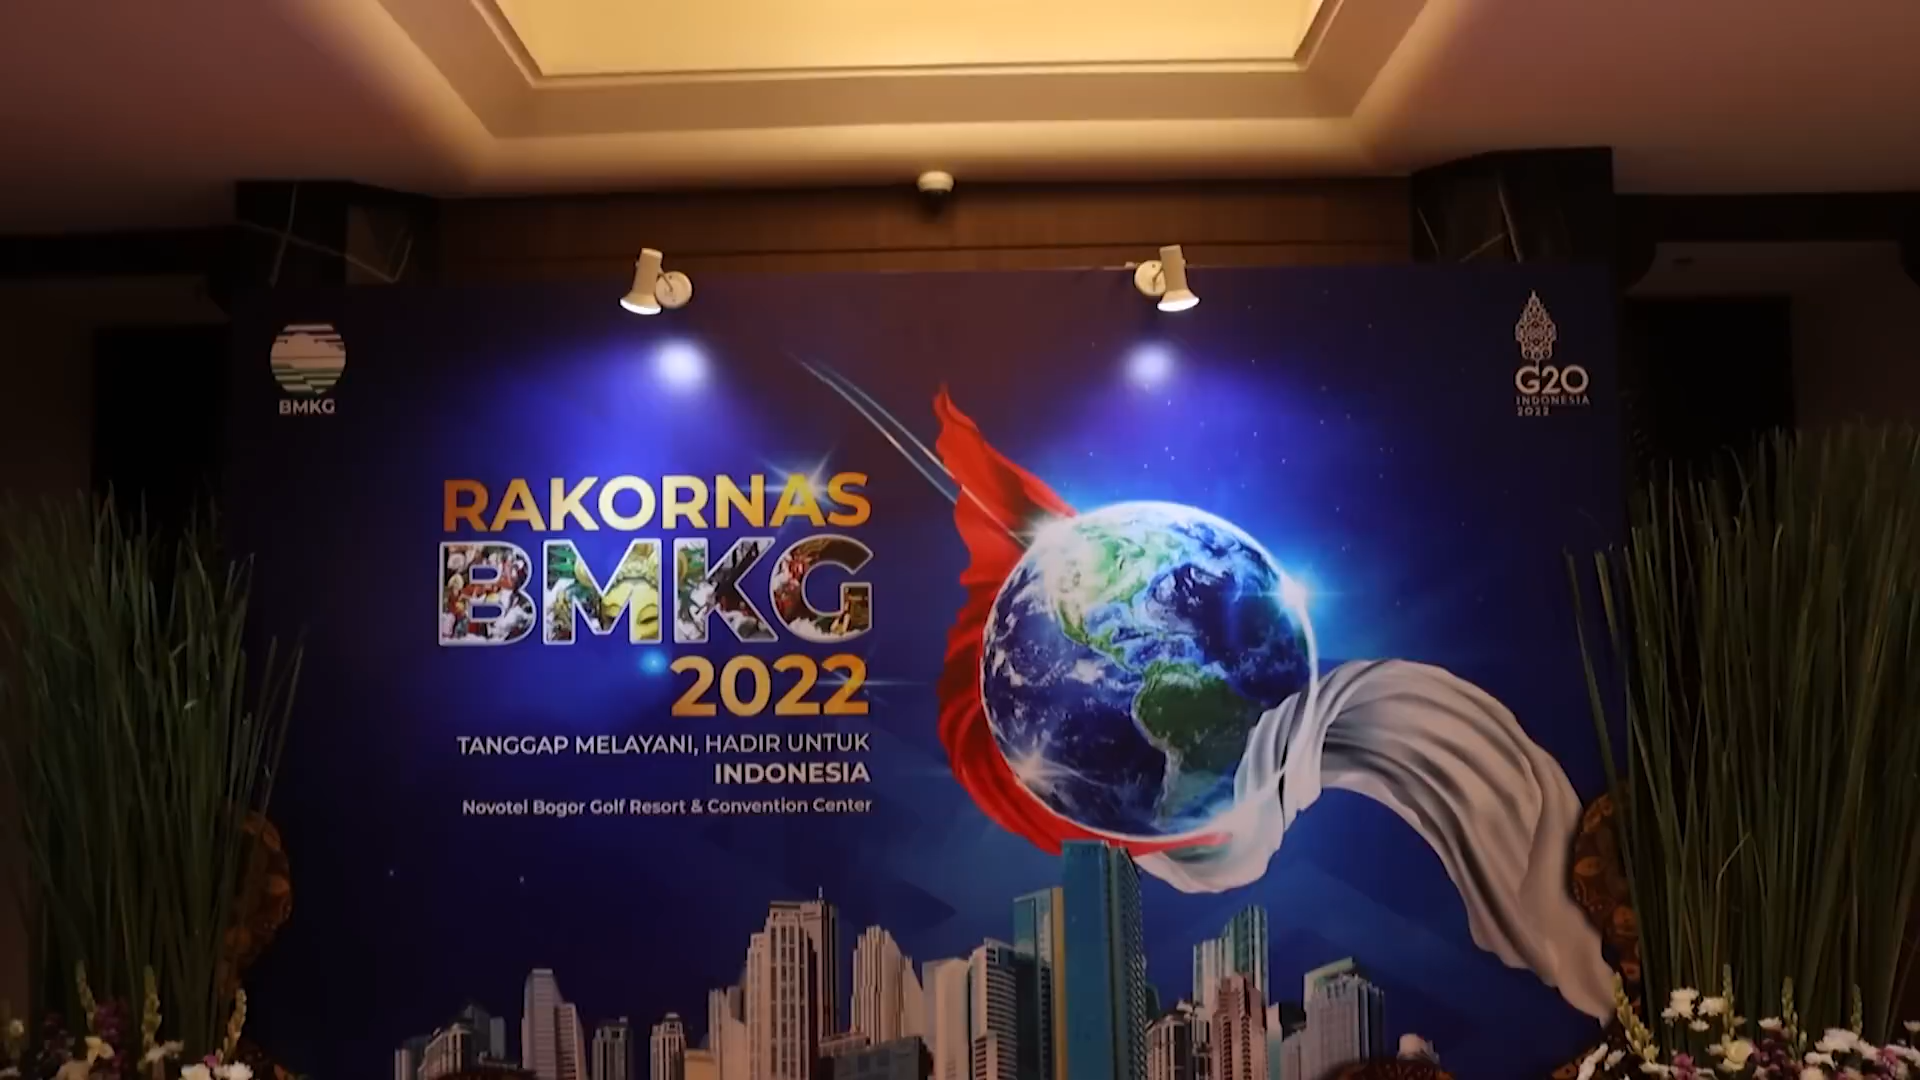 BMKG
G20
INDONESIA
2022
RAKORNAS
BMKG
2022
TANGGAP MELAYANI, HADIR UNTUK
INDONESIA
Novotel Bogor Golf Resort & Convention Center